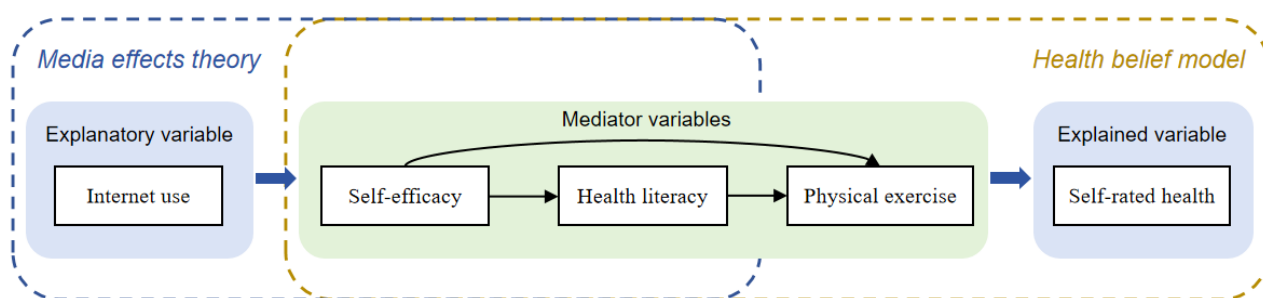 Media effects theory
Health belief model
Explanatory variable
Mediator variables
Explained variable
Internet use
Self-efficacy
Health literacy
Physical exercise
Self-rated health